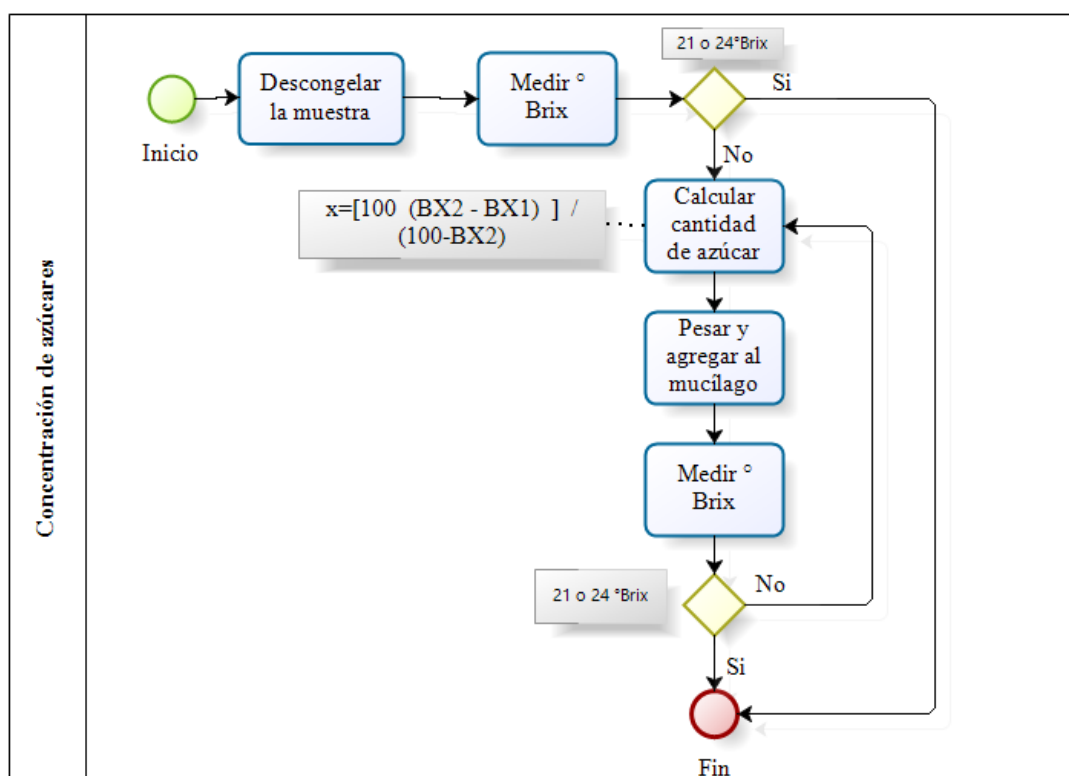 Concentración de azúcares
Inicio
Descongelar
la muestra
Medir °
Brix
21 o 24°Brix
Si
No
x=[100 (BX2 - BX1) ] /
(100-BX2)
Calcular
cantidad
de azúcar
Pesar y
agregar al
mucílago
Medir °
Brix
21 o 24 °Brix
No
Si
Fin